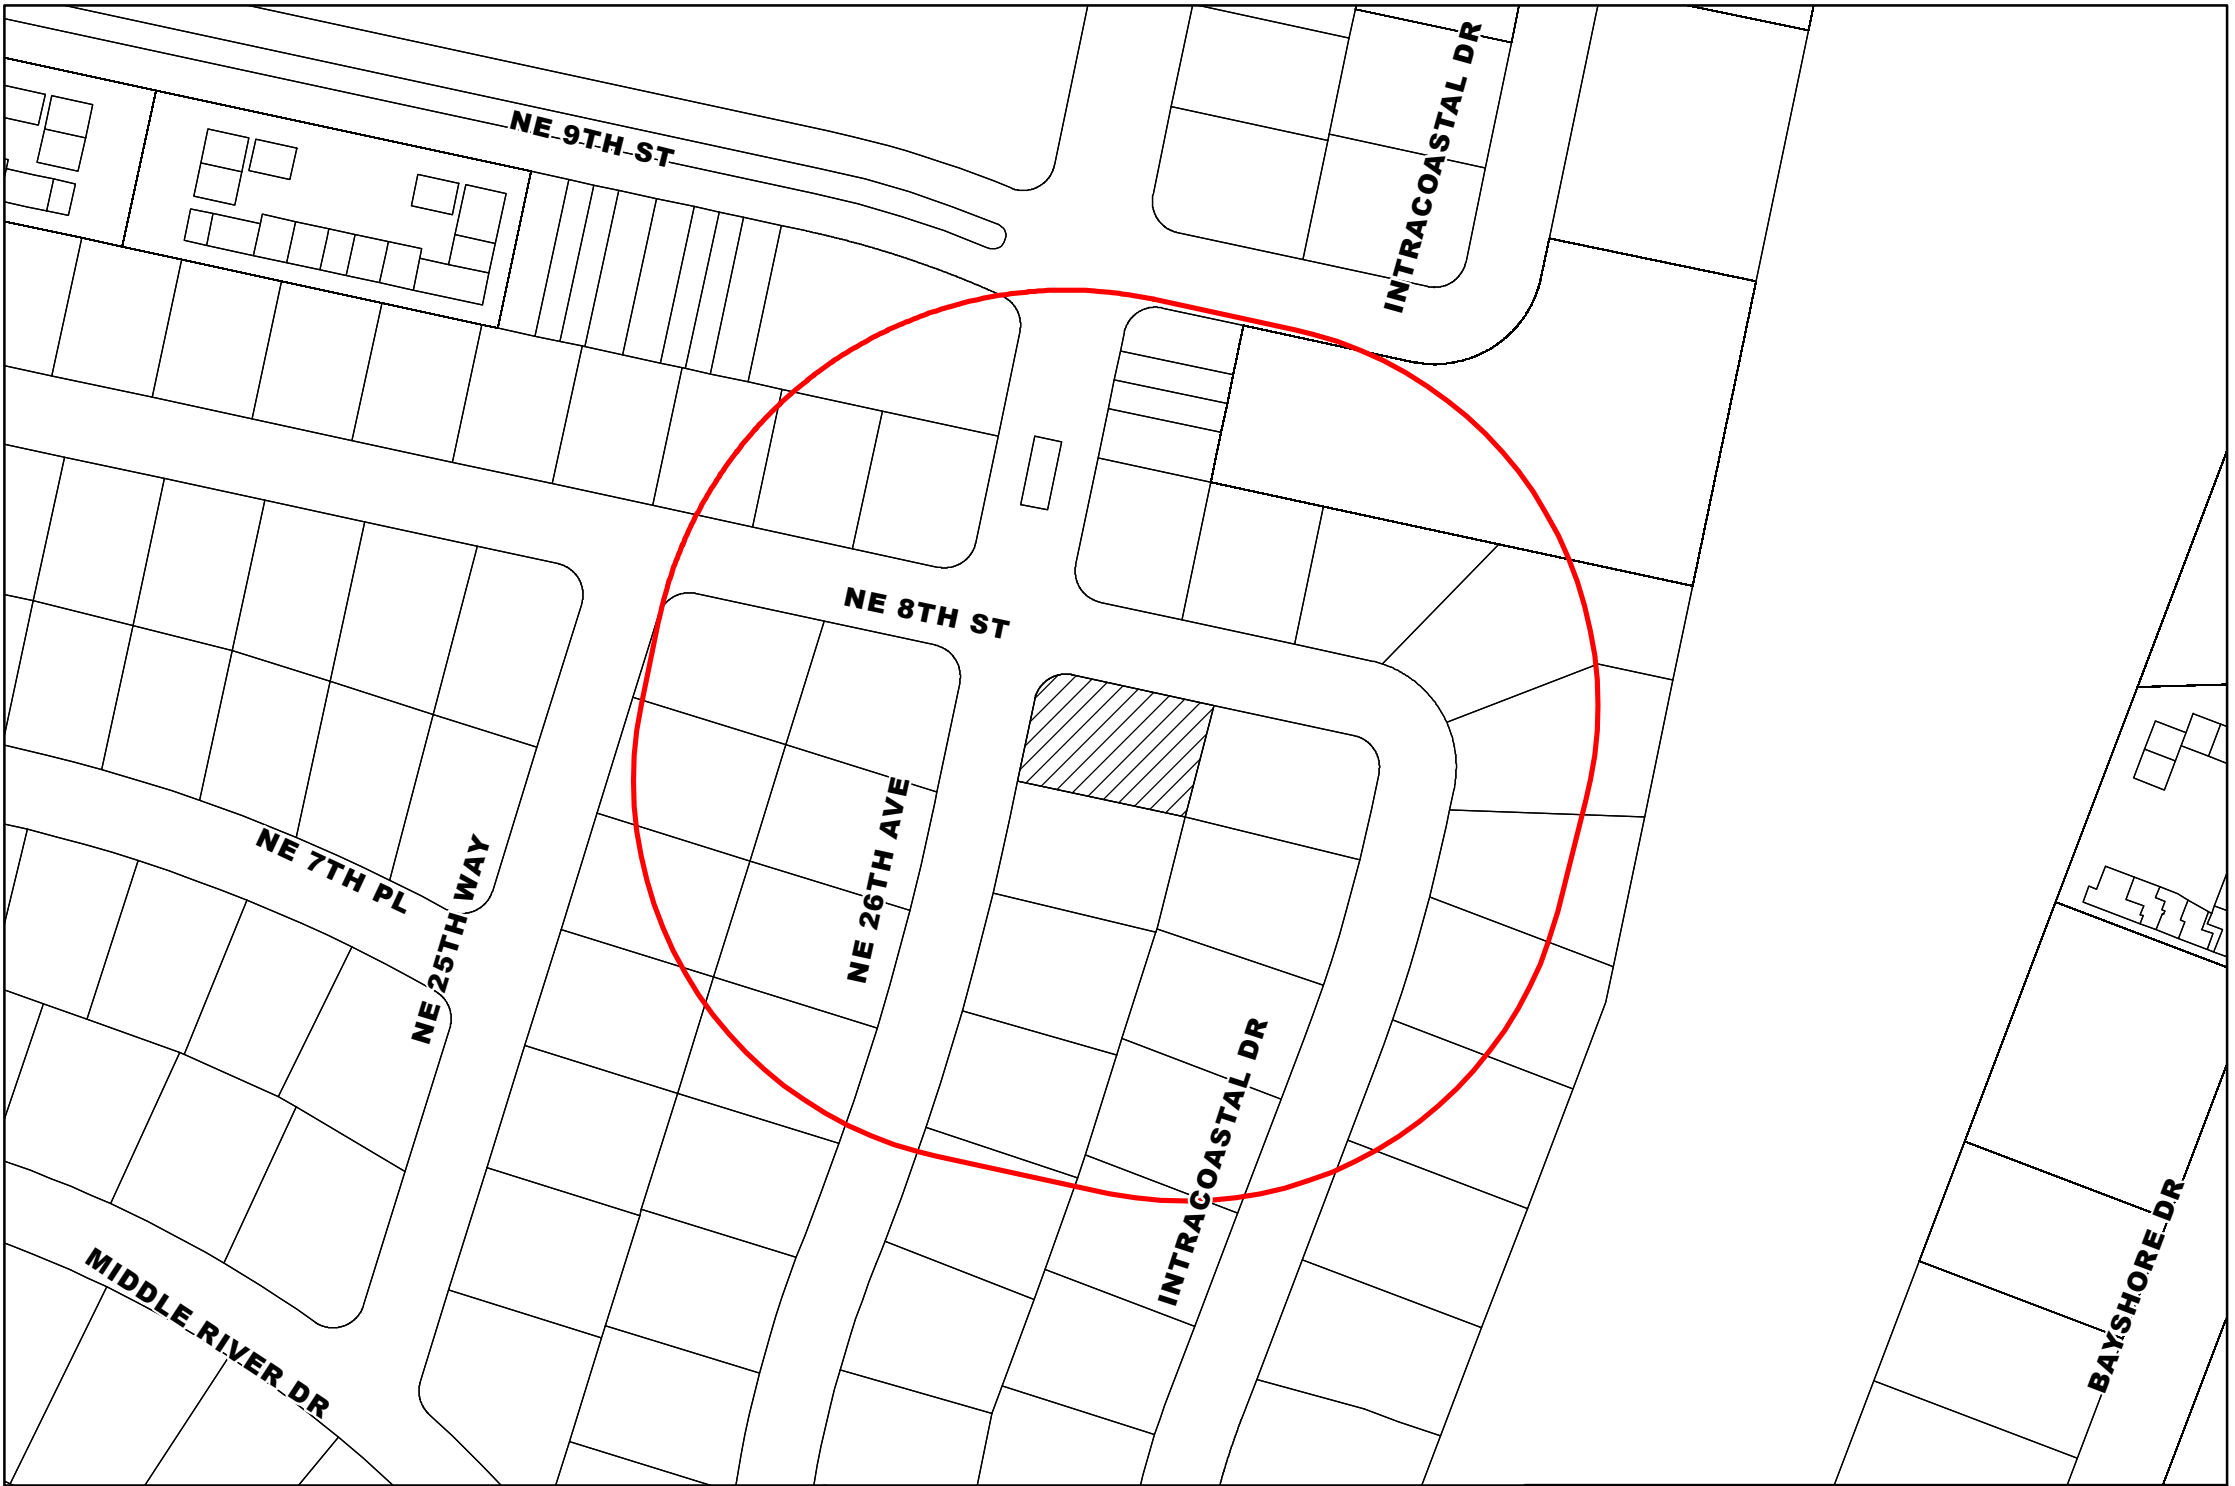 INTRACOASTAL DR
NE 9TH ST
NE 8TH ST
NE 26TH AVE
NE 7TH PL
NE 25TH WAY
INTRACOASTAL DR
BAYSHORE DR
MIDDLE RIVER DR